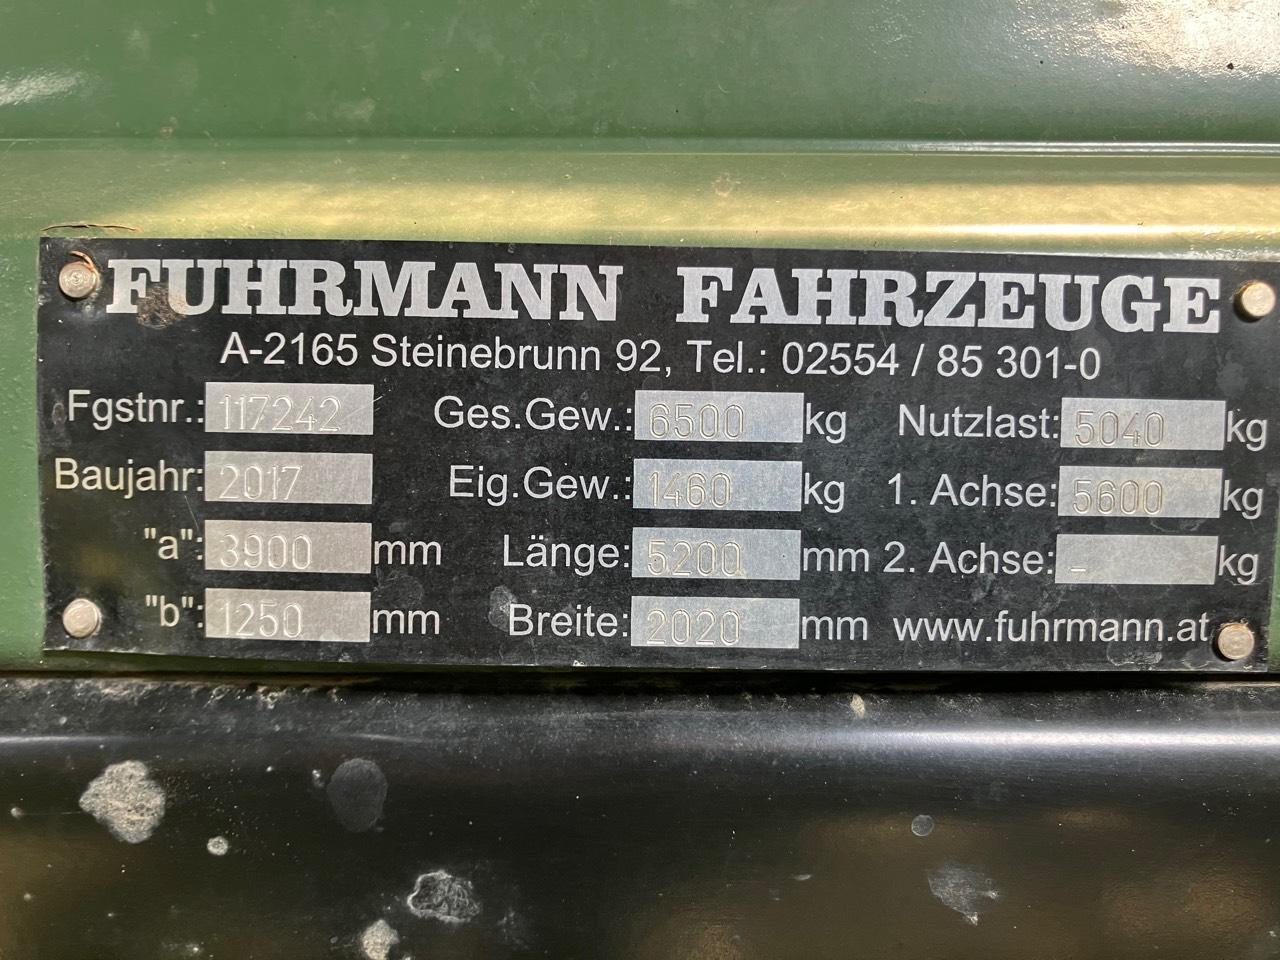 FUHRMANN FAHRZEUGE
A-2165 Steinebrunn 92, Tel.: 02554 / 85 301-0
Fgstnr.: 117242 Ges.Gew.: 6500 kg Nutzlast: 5040 kg
Baujahr: 2017 Eig.Gew.: 1460 kg 1. Achse: 5600 kg
"a": 3900 mm Länge: 5200 mm 2. Achse: - kg
"b": 1250 mm Breite: 2020 mm www.fuhrmann.at